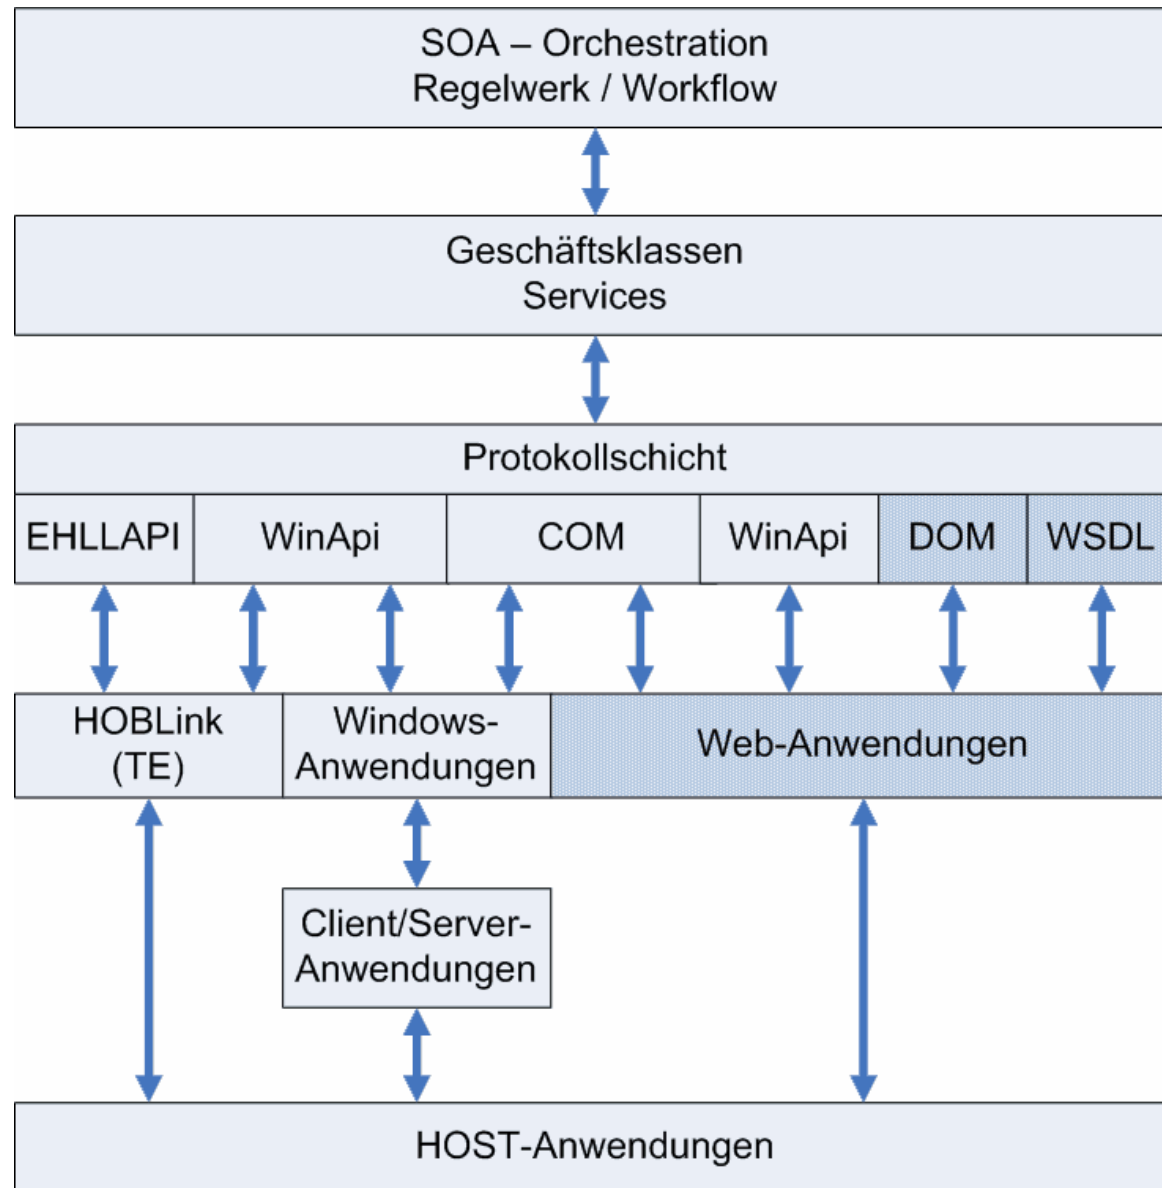 SOA – Orchestration
Regelwerk / Workflow
Geschäftsklassen
Services
Protokollschicht
EHLLAPI WinApi COM WinApi DOM WSDL
HOBLink
(TE)
Windows-
Anwendungen
Web-Anwendungen
Client/Server-
Anwendungen
HOST-Anwendungen